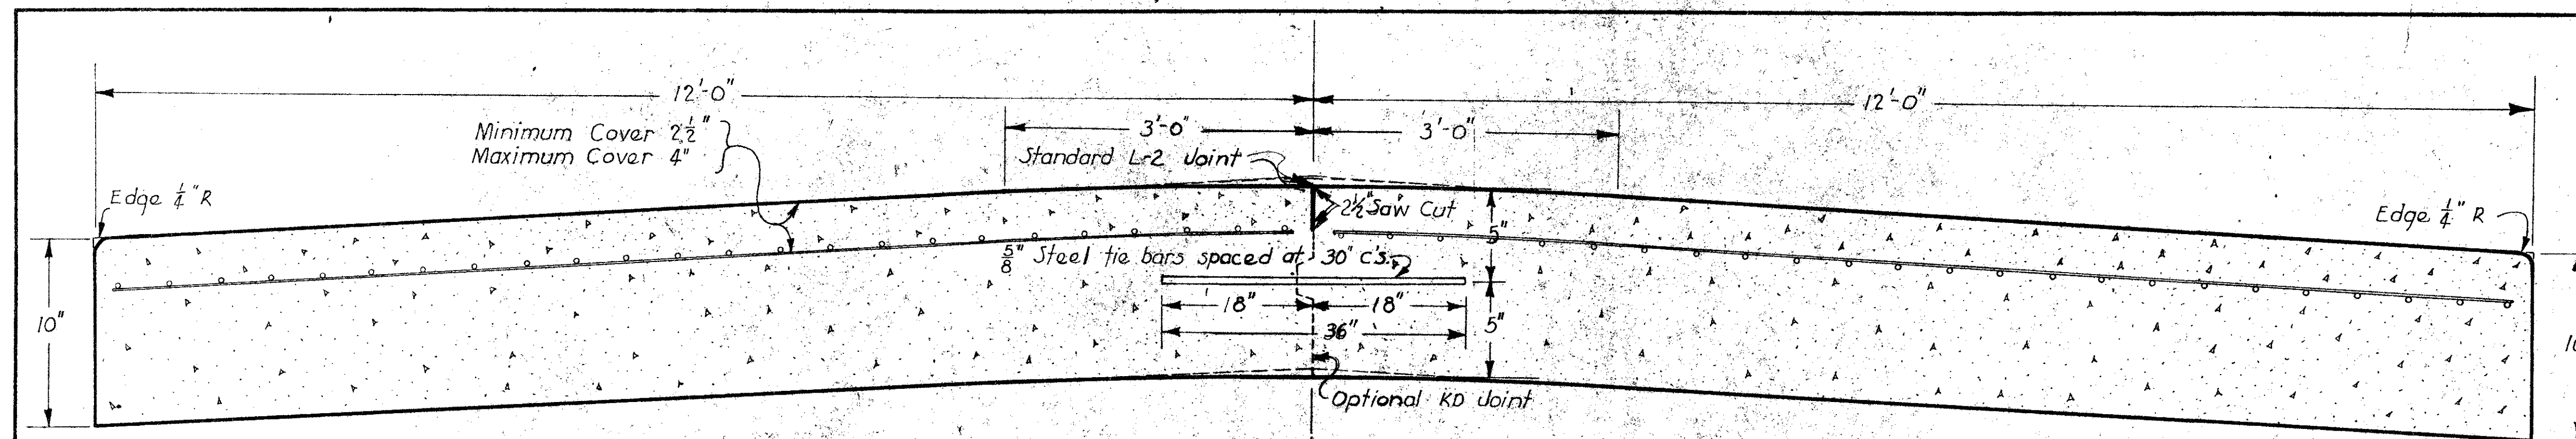 12'-0"
12'-0"
Minimum Cover 2½"
Maximum Cover 4"
3'-0"
3'-0"
Standard L-2 Joint
Edge ¼" R
2½" Saw Cut
Edge ¼" R
5"
⅝" Steel tie bars spaced at 30" c's.
10"
18"
18"
5"
36"
Optional KD Joint